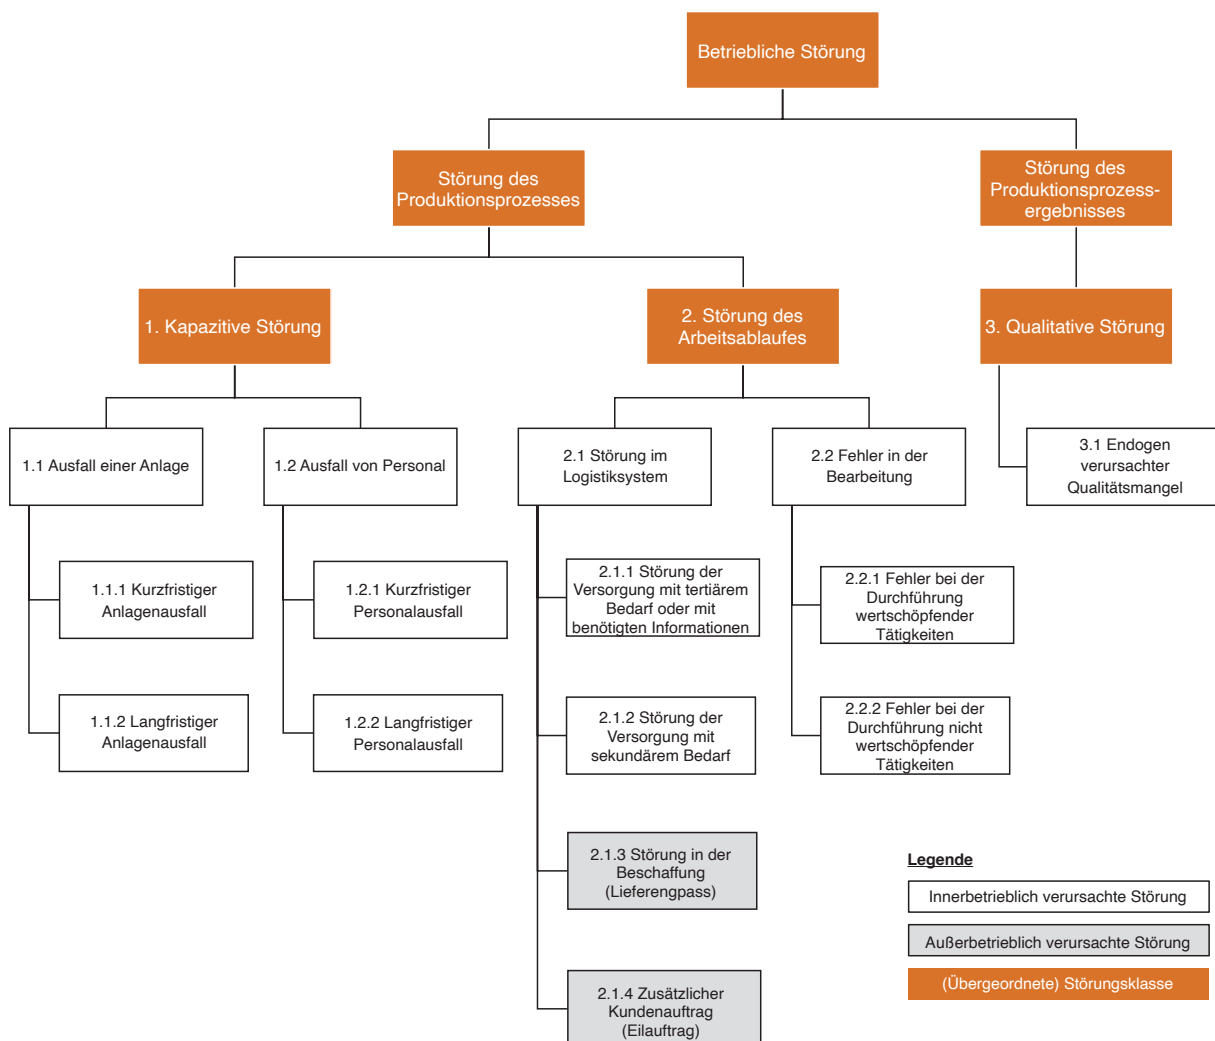 Betriebliche Störung
Störung des
Produktionsprozesses
Störung des
Produktionsprozess-
ergebnisses
1. Kapazitive Störung
2. Störung des
Arbeitsablaufes
3. Qualitative Störung
1.1 Ausfall einer Anlage
1.2 Ausfall von Personal
2.1 Störung im
Logistiksystem
2.2 Fehler in der
Bearbeitung
3.1 Endogen
verursachter
Qualitätsmangel
1.1.1 Kurzfristiger
Anlagenausfall
1.2.1 Kurzfristiger
Personalausfall
2.1.1 Störung der
Versorgung mit tertiärem
Bedarf oder mit
benötigten Informationen
2.2.1 Fehler bei der
Durchführung
wertschöpfender
Tätigkeiten
1.1.2 Langfristiger
Anlagenausfall
1.2.2 Langfristiger
Personalausfall
2.1.2 Störung der
Versorgung mit
sekundärem Bedarf
2.2.2 Fehler bei der
Durchführung nicht
wertschöpfender
Tätigkeiten
2.1.3 Störung in der
Beschaffung
(Lieferengpass)
2.1.4 Zusätzlicher
Kundenauftrag
(Eilauftrag)
Legende
Innerbetrieblich verursachte Störung
Außerbetrieblich verursachte Störung
(Übergeordnete) Störungsklasse